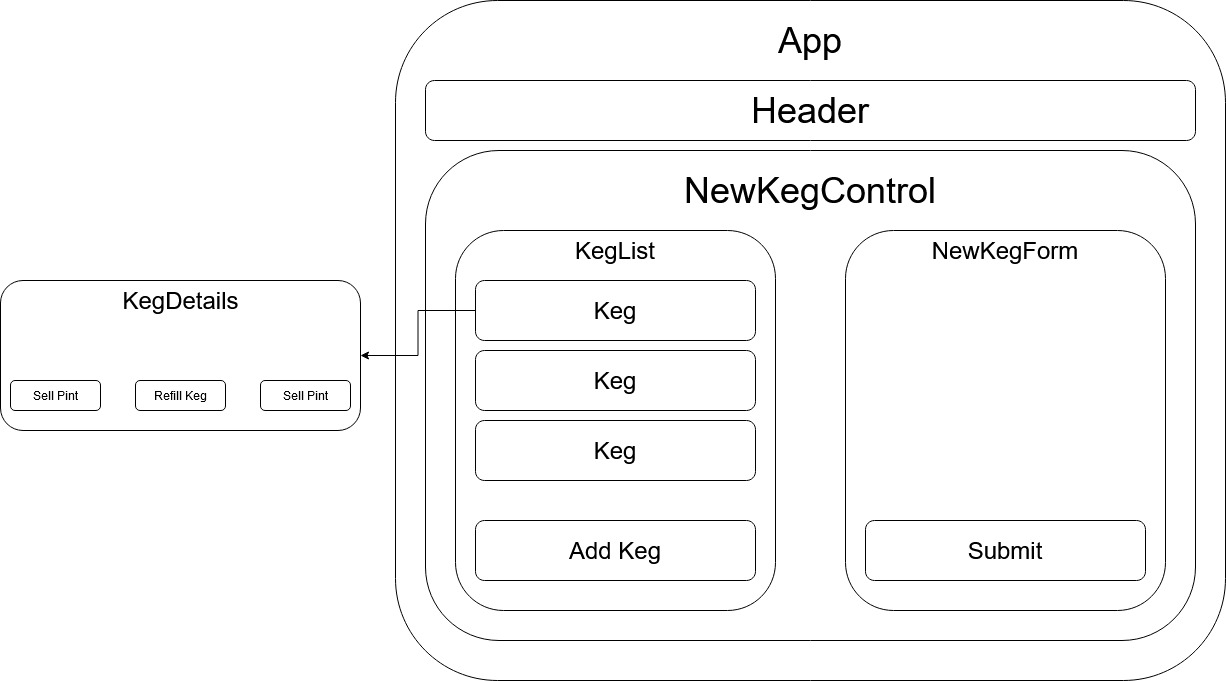 App
Header
NewKegControl
KegList
NewKegForm
KegDetails
Keg
Keg
Keg
Sell Pint
Refill Keg
Sell Pint
Add Keg
Submit